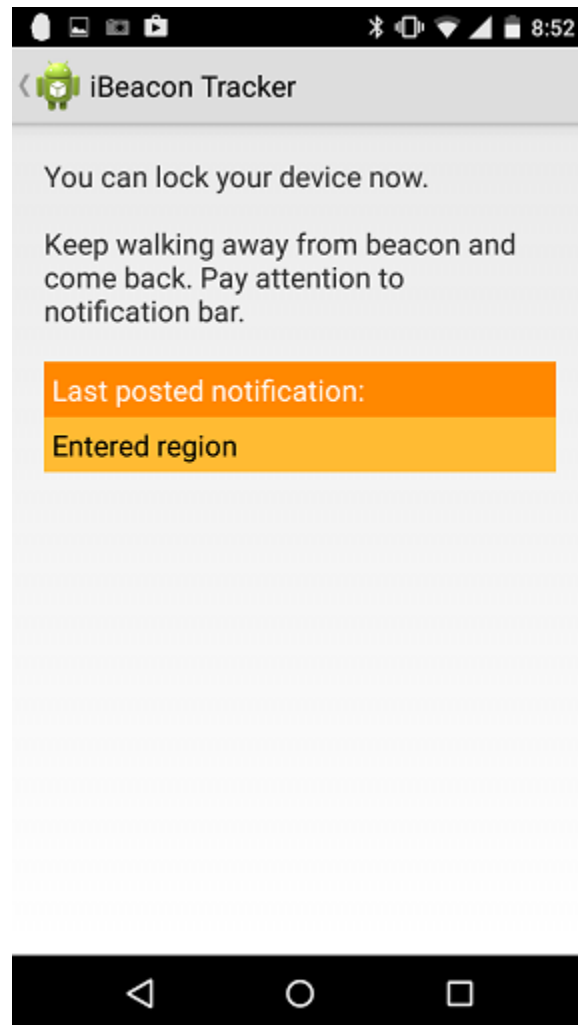 8:52
iBeacon Tracker
You can lock your device now.
Keep walking away from beacon and
come back. Pay attention to
notification bar.
Last posted notification:
Entered region